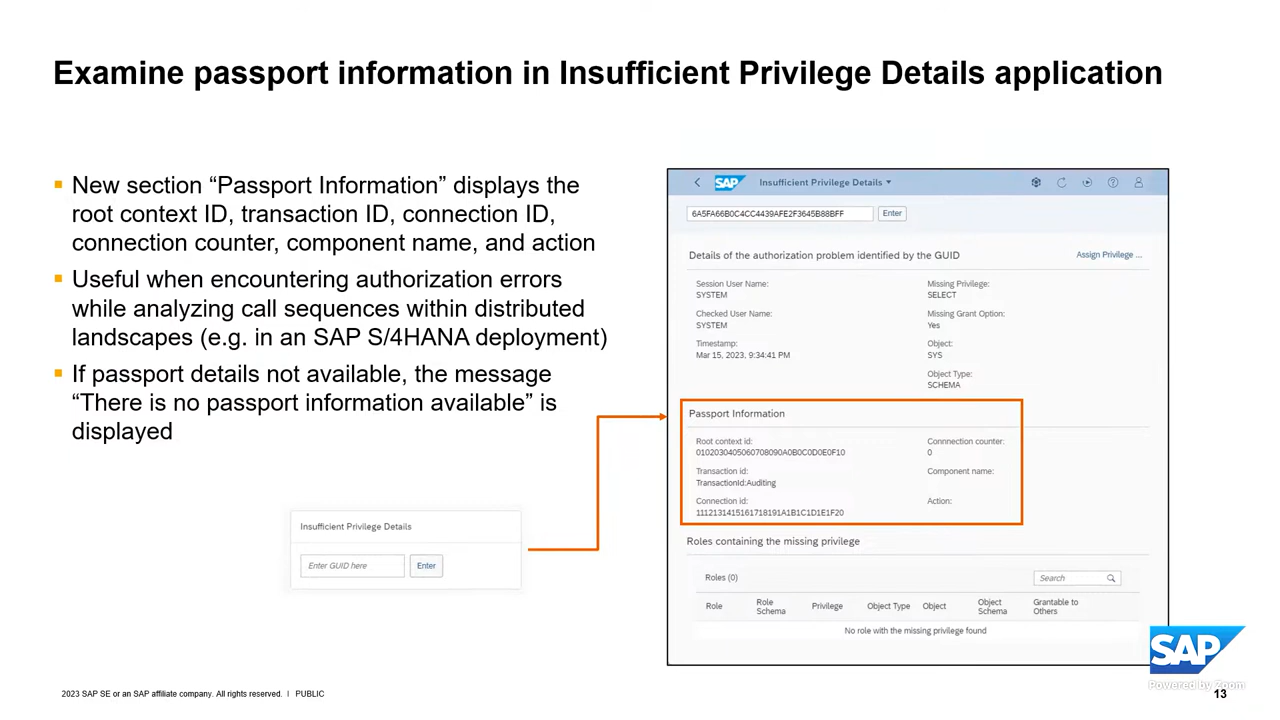 Examine passport information in Insufficient Privilege Details application
New section “Passport Information” displays the
root context ID, transaction ID, connection ID,
connection counter, component name, and action
Useful when encountering authorization errors
while analyzing call sequences within distributed
landscapes (e.g. in an SAP S/4HANA deployment)
If passport details not available, the message
“There is no passport information available” is
displayed
Insufficient Privilege Details
Enter GUID here
Enter
SAP
Insufficient Privilege Details
6A5FA66B0C4CC4439AFE2F3645B88BFF
Enter
Details of the authorization problem identified by the GUID
Assign Privilege ...
Session User Name:
SYSTEM
Checked User Name:
SYSTEM
Timestamp:
Mar 15, 2023, 9:34:41 PM
Missing Privilege:
SELECT
Missing Grant Option:
Yes
Object:
SYS
Object Type:
SCHEMA
Passport Information
Root context id:
0102030405060708090A0B0C0D0E0F10
Transaction id:
TransactionId:Auditing
Connection id:
1112131415161718191A1B1C1D1E1F20
Connnection counter:
0
Component name:
Action:
Roles containing the missing privilege
Roles (0)
Search
Role
Role
Schema
Privilege
Object Type
Object
Object
Schema
Grantable to
Others
No role with the missing privilege found
SAP
Powered by Zoom
2023 SAP SE or an SAP affiliate company. All rights reserved. I PUBLIC
13